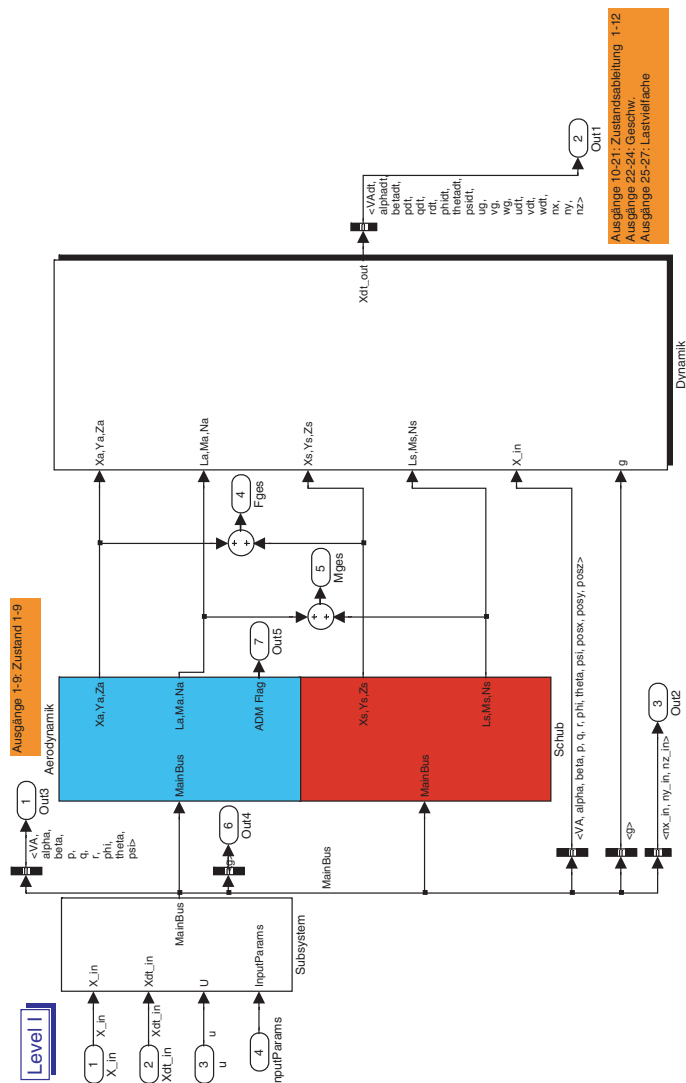 Level I
1
X_in
X_in
2
Xdt_in
Xdt_in
3
u
u
4
nputParams
InputParams
X_in
Xdt_in
U
InputParams
MainBus
Subsystem
MainBus
<VA,
alpha,
beta,
p,
q,
r,
phi,
theta,
psi>
1
Out3
Ausgänge 1-9: Zustand 1-9
6
Out4
Aerodynamik
MainBus
Xa,Ya,Za
La,Ma,Na
ADM Flag
7
Out5
MainBus
Xs,Ys,Zs
Ls,Ms,Ns
Schub
4
Fges
5
Mges
<VA, alpha, beta, p, q, r, phi, theta, psi, posx, posy, posz>
<g>
<nx_in, ny_in, nz_in>
3
Out2
Xa,Ya,Za
La,Ma,Na
Xs,Ys,Zs
Ls,Ms,Ns
X_in
g
Xdt_out
Dynamik
<VAdt,
alphadt,
betadt,
pdt,
qdt,
rdt,
phidt,
thetadt,
psidt,
ug,
vg,
wg,
udt,
vdt,
wdt,
nx,
ny,
nz>
2
Out1
Ausgänge 10-21: Zustandsableitung 1-12
Ausgänge 22-24: Geschw.
Ausgänge 25-27: Lastvielfache